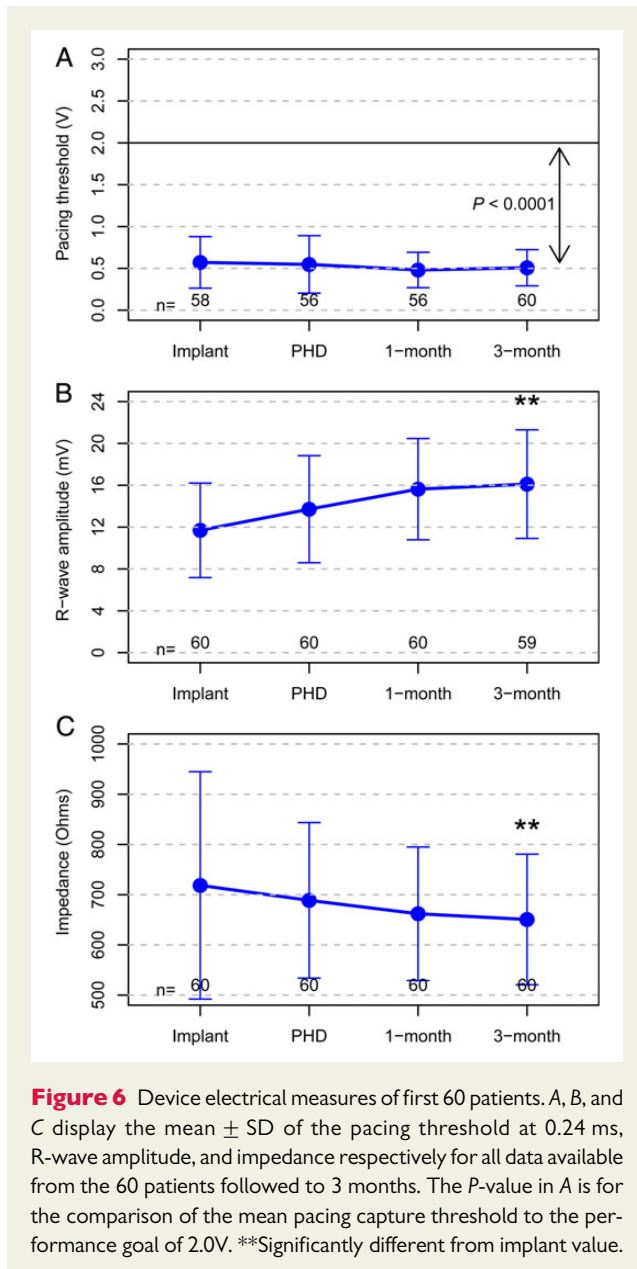 A
Pacing threshold (V)
3.0
2.5
2.0
1.5
1.0
0.5
0.0
P < 0.0001
n= 58 56 56 60
Implant PHD 1−month 3−month
B
R−wave amplitude (mV)
24
20
16
12
8
4
0
**
n= 60 60 60 59
Implant PHD 1−month 3−month
C
Impedance (Ohms)
1000
900
800
700
600
500
**
n= 60 60 60 60
Implant PHD 1−month 3−month
Figure 6 Device electrical measures of first 60 patients. A, B, and
C display the mean ± SD of the pacing threshold at 0.24 ms,
R-wave amplitude, and impedance respectively for all data available
from the 60 patients followed to 3 months. The P-value in A is for
the comparison of the mean pacing capture threshold to the per-
formance goal of 2.0V. **Significantly different from implant value.